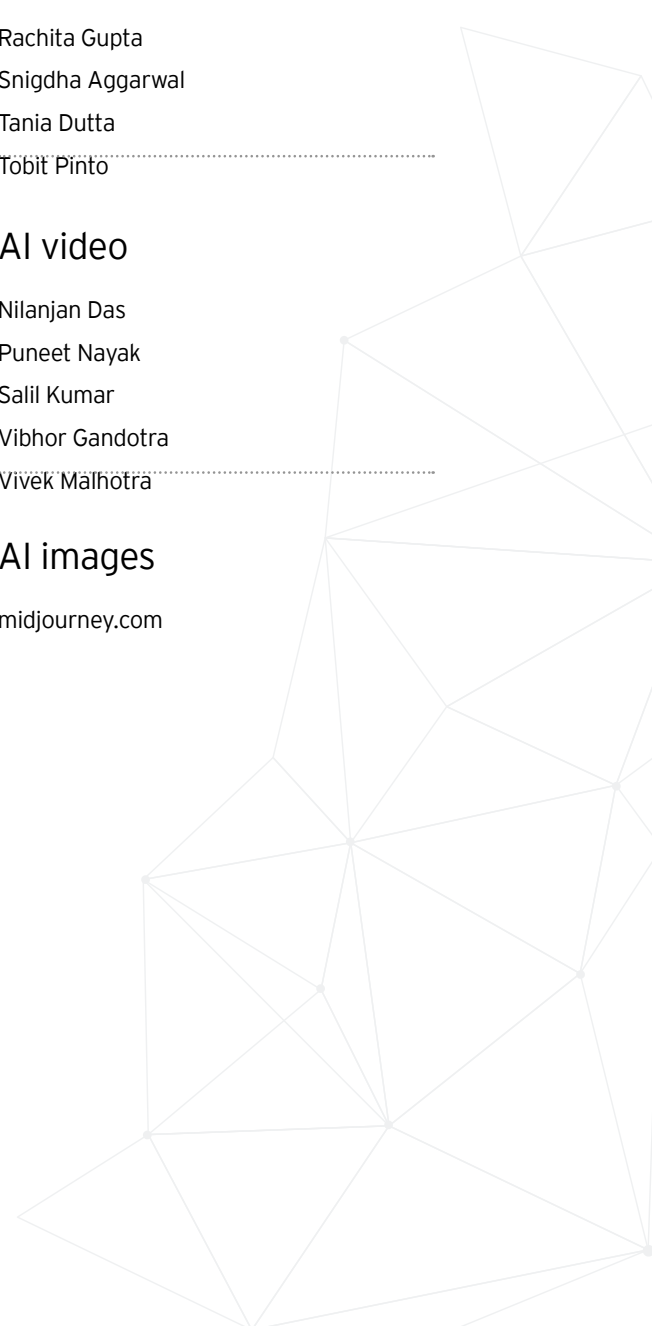 Rachita Gupta
Snigdha Aggarwal
Tania Dutta
Tobit Pinto
AI video
Nilanjan Das
Puneet Nayak
Salil Kumar
Vibhor Gandotra
Vivek Malhotra
AI images
midjourney.com